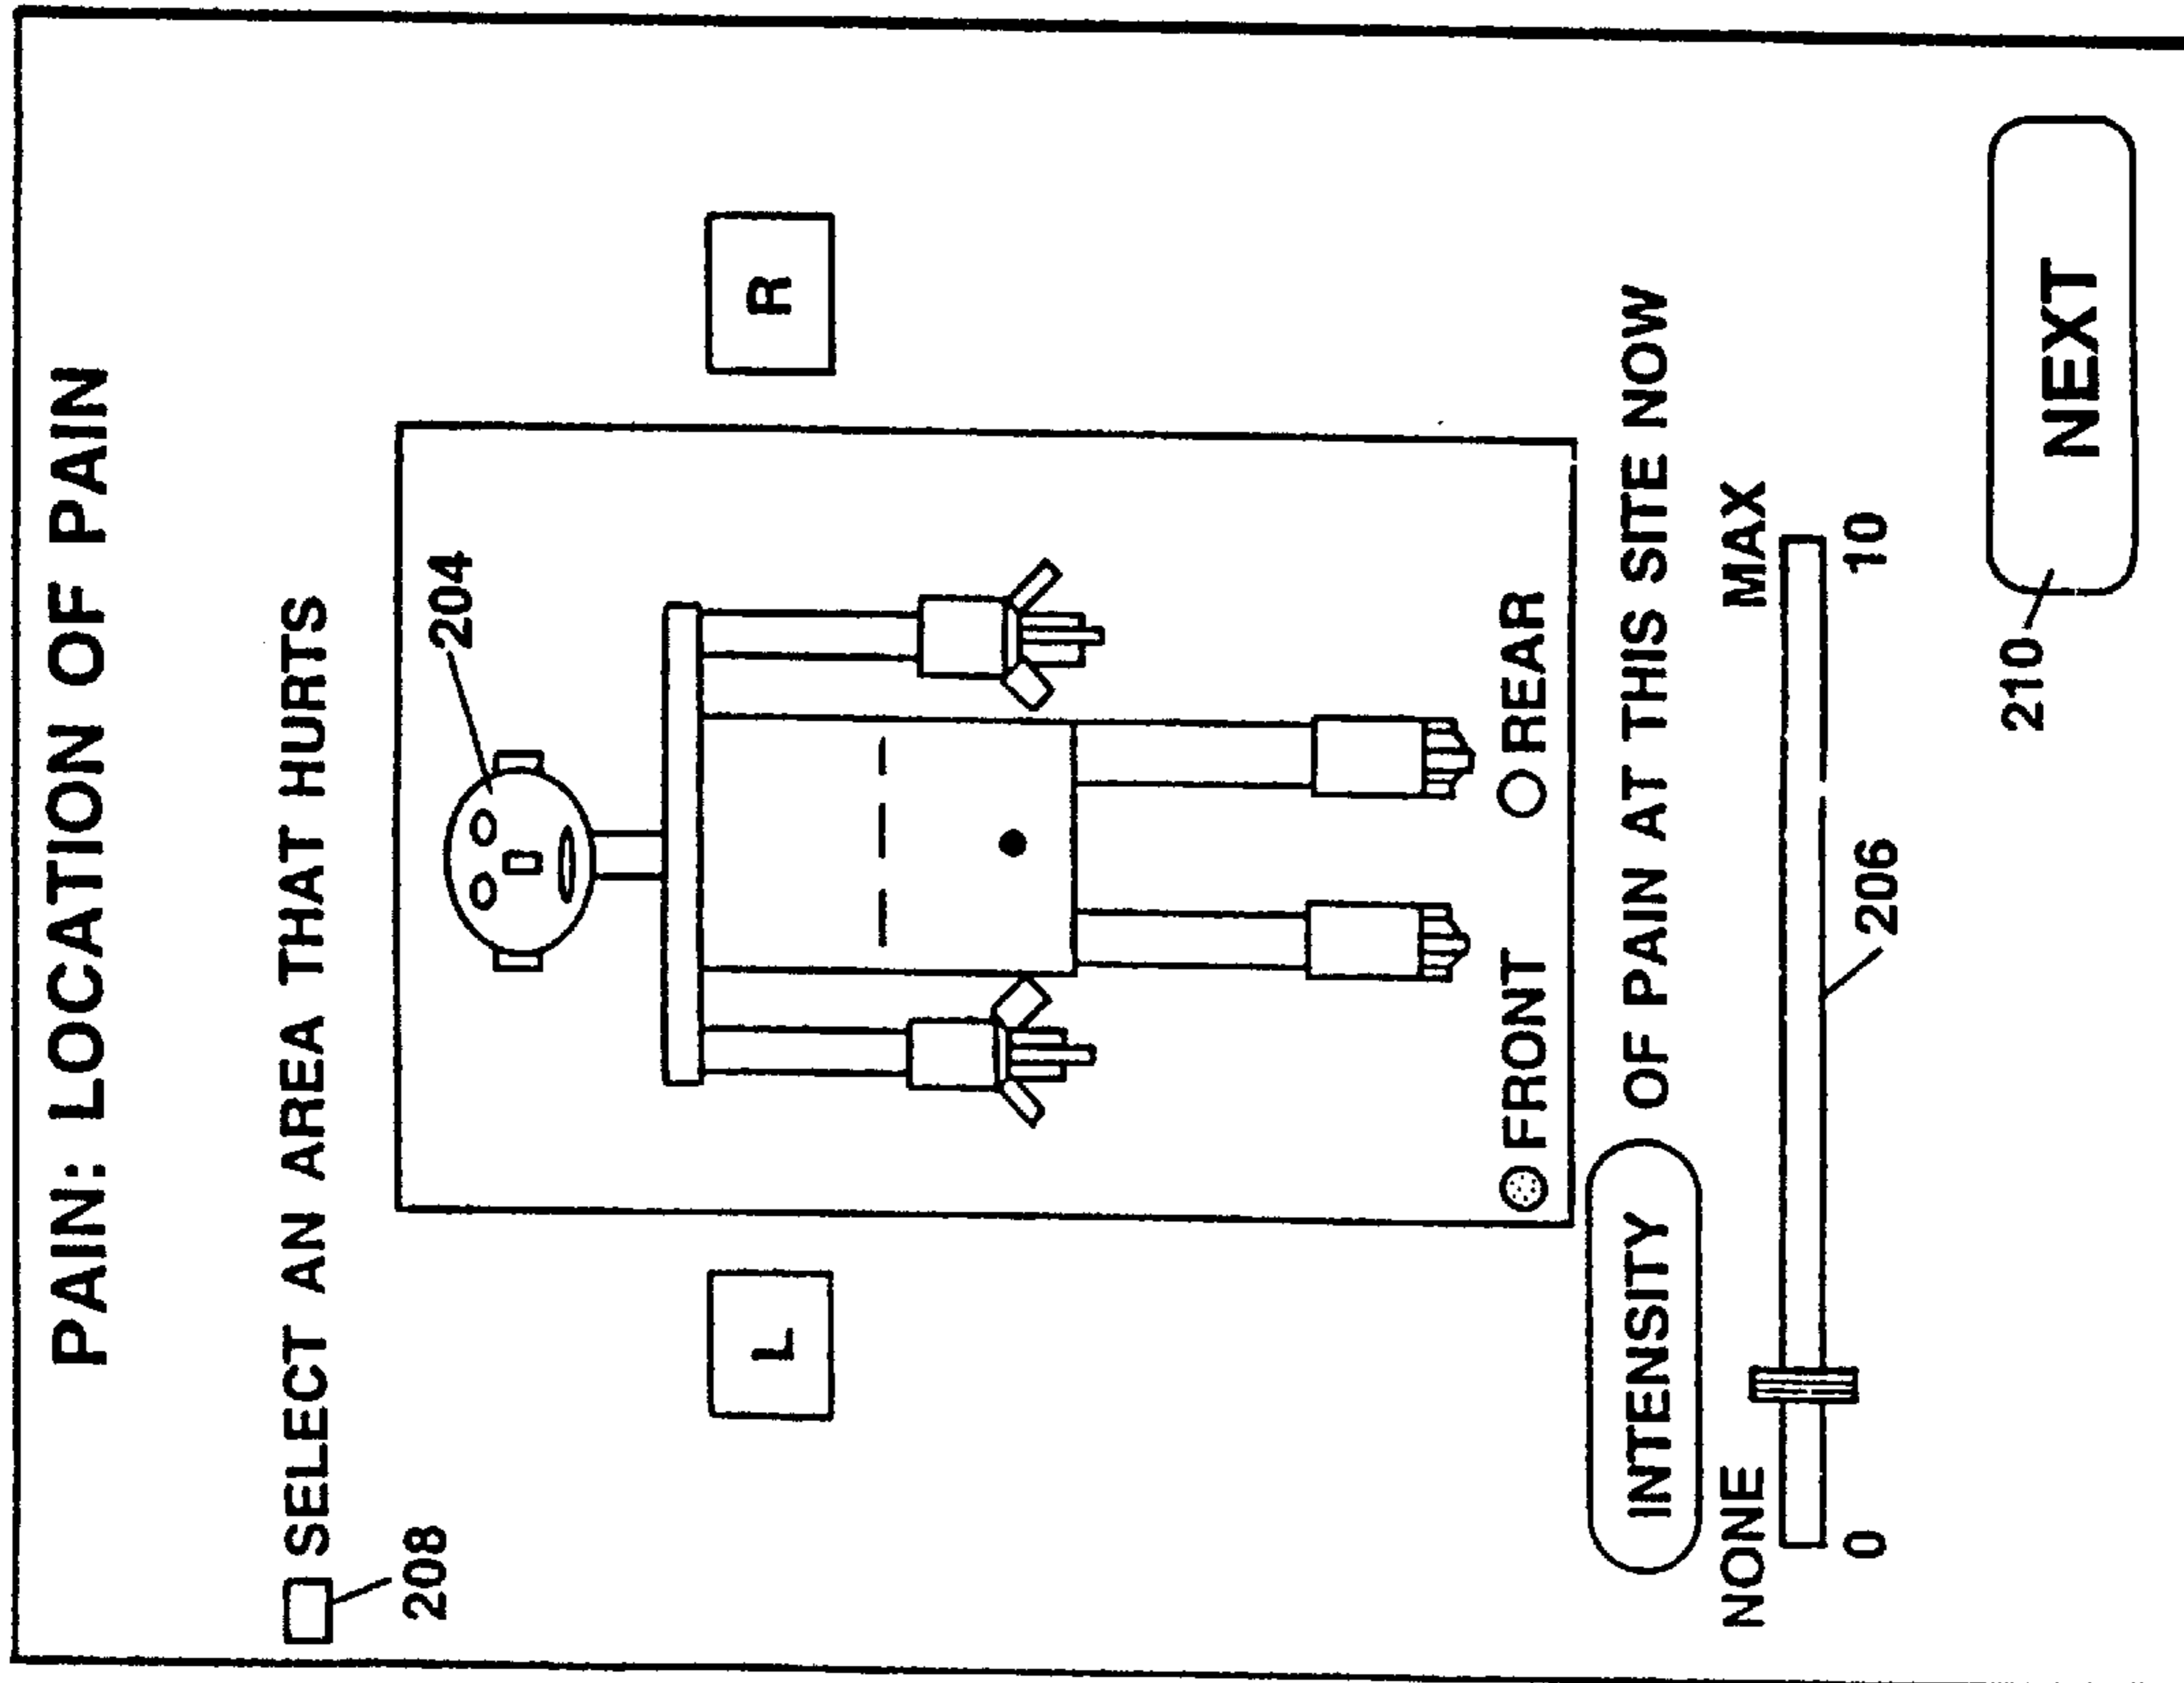 PAIN: LOCATION OF PAIN
SELECT AN AREA THAT HURTS
208
204
L
R
FRONT
REAR
INTENSITY OF PAIN AT THIS SITE NOW
NONE
MAX
0
10
206
210
NEXT